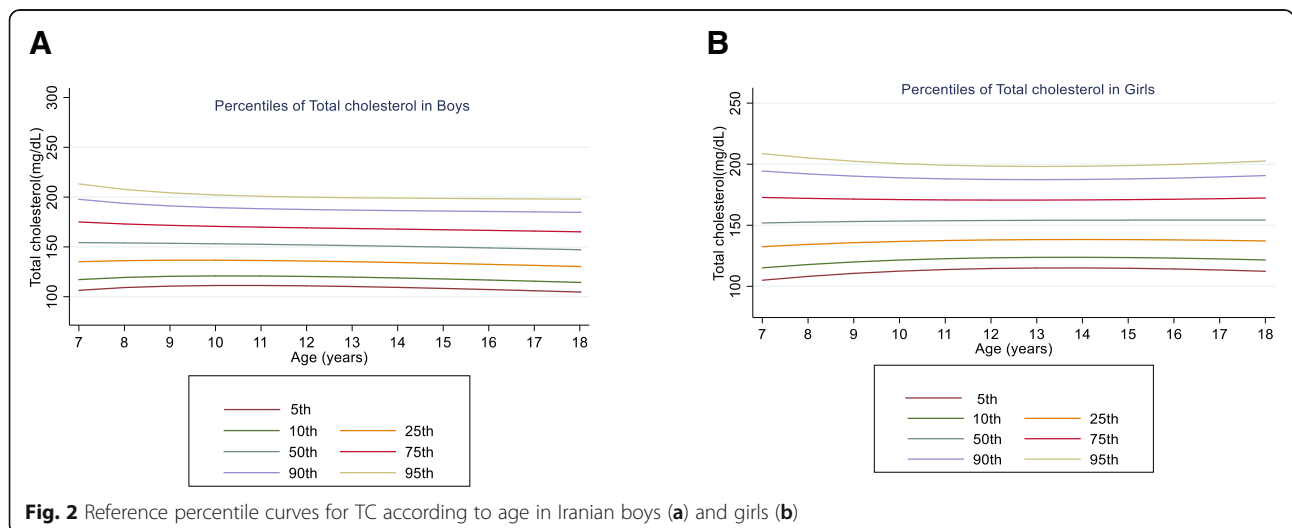 A
Percentiles of Total cholesterol in Boys
Total cholesterol(mg/dL)
300
250
200
150
100
7 8 9 10 11 12 13 14 15 16 17 18
Age (years)
5th
10th 25th
50th 75th
90th 95th
B
Percentiles of Total cholesterol in Girls
Total cholesterol(mg/dL)
250
200
150
100
7 8 9 10 11 12 13 14 15 16 17 18
Age (years)
5th
10th 25th
50th 75th
90th 95th
Fig. 2 Reference percentile curves for TC according to age in Iranian boys (a) and girls (b)